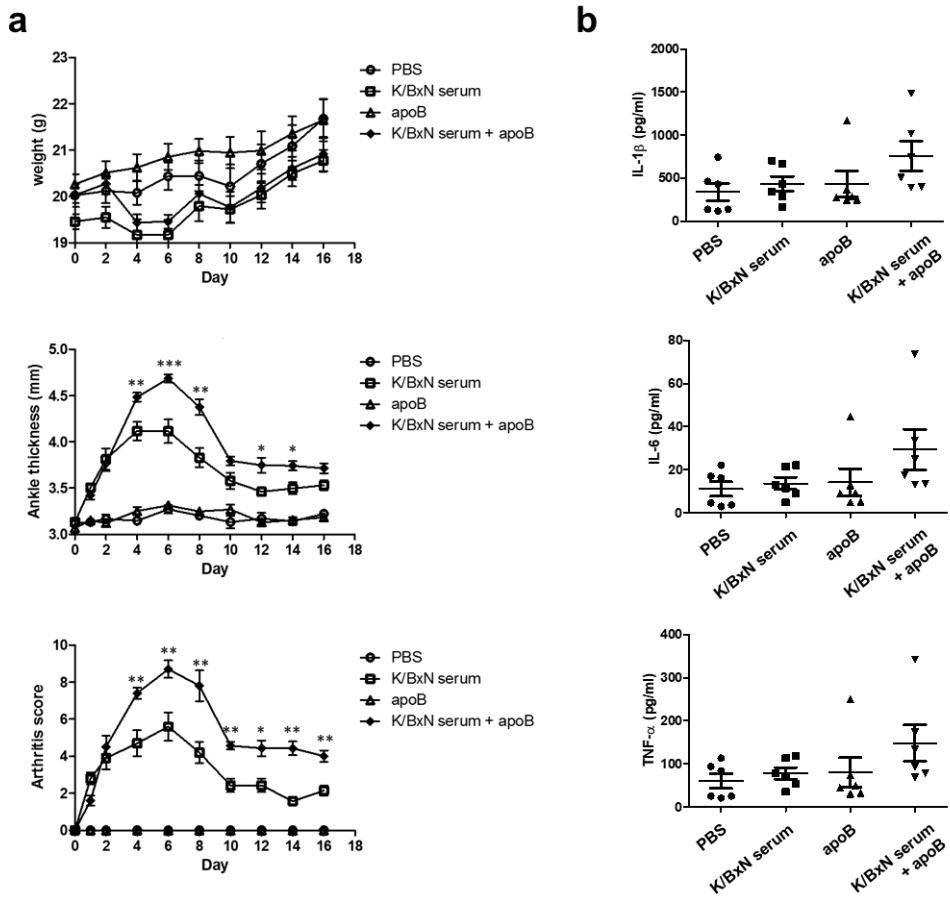 a
weight (g)
23
22
21
20
19
0 2 4 6 8 10 12 14 16 18
Day
PBS
K/BxN serum
apoB
K/BxN serum + apoB
Ankle thickness (mm)
5.0
4.5
4.0
3.5
3.0
** *** ** * *
0 2 4 6 8 10 12 14 16 18
Day
PBS
K/BxN serum
apoB
K/BxN serum + apoB
Arthritis score
10
8
6
4
2
0
** ** ** ** * ** **
0 2 4 6 8 10 12 14 16 18
Day
PBS
K/BxN serum
apoB
K/BxN serum + apoB
b
IL-1β (pg/ml)
2000
1500
1000
500
0
PBS
K/BxN serum
apoB
K/BxN serum
+ apoB
IL-6 (pg/ml)
80
60
40
20
0
PBS
K/BxN serum
apoB
K/BxN serum
+ apoB
TNF-α (pg/ml)
400
300
200
100
0
PBS
K/BxN serum
apoB
K/BxN serum
+ apoB